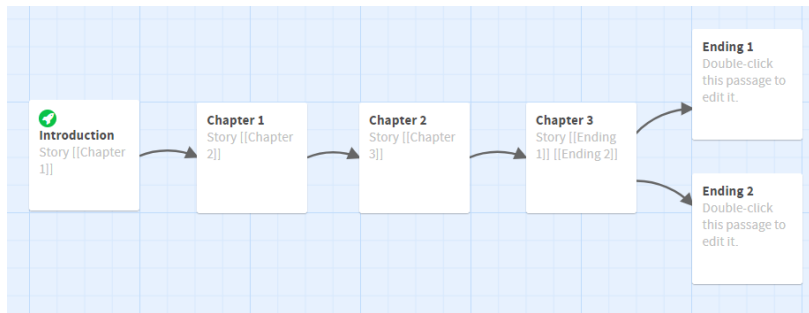 Introduction
Story [[Chapter
1]]
Chapter 1
Story [[Chapter
2]]
Chapter 2
Story [[Chapter
3]]
Chapter 3
Story [[Ending
1]] [[Ending 2]]
Ending 1
Double-click
this passage to
edit it.
Ending 2
Double-click
this passage to
edit it.